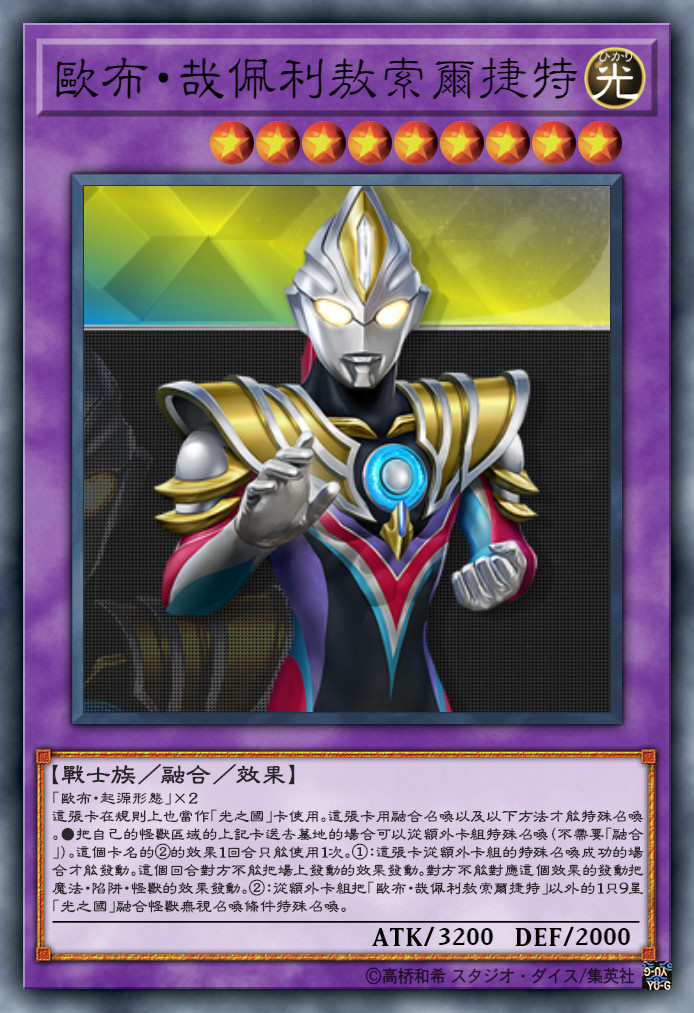 歐布・哉佩利敖索爾捷特
ひかり
光
【戰士族／融合／效果】
「歐布・起源形態」×2
這張卡在規則上也當作「光之國」卡使用。這張卡用融合召喚以及以下方法才能特殊召喚
。●把自己的怪獸區域的上記卡送去墓地的場合可以從額外卡組特殊召喚(不需要「融合
」)。這個卡名的②的效果1回合只能使用1次。①:這張卡從額外卡組的特殊召喚成功的場
合才能發動。這個回合對方不能把場上發動的效果發動。對方不能對應這個效果的發動把
魔法・陷阱・怪獸的效果發動。②:從額外卡組把「歐布・哉佩利敖索爾捷特」以外的1只9星
「光之國」融合怪獸無視召喚條件特殊召喚。
ATK/3200 DEF/2000
©高桥和希 スタジオ・ダイス/集英社
YU-G